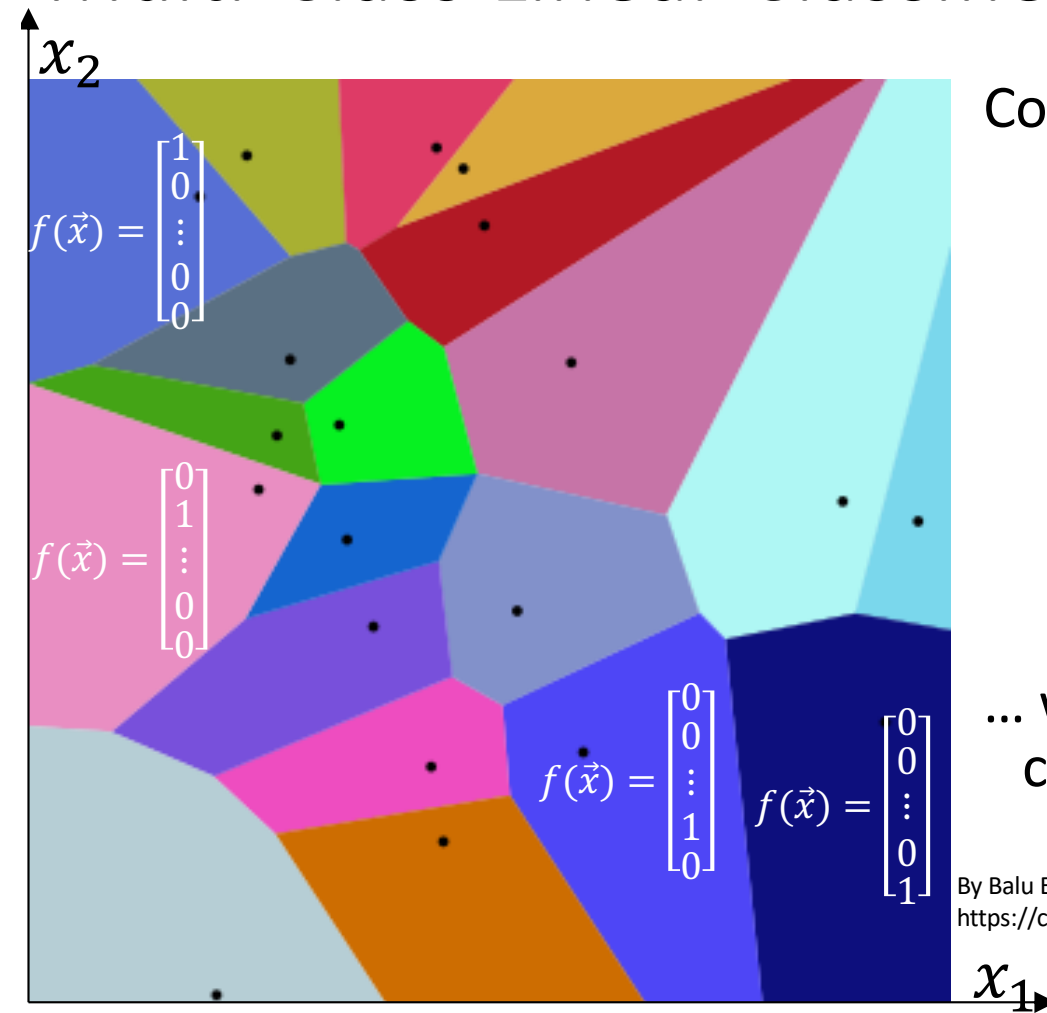 x₂
Co
f(x⃗) = [1 0 ⋮ 0 0]
f(x⃗) = [0 1 ⋮ 0 0]
... 
c
f(x⃗) = [0 0 ⋮ 1 0]
f(x⃗) = [0 0 ⋮ 0 1]
By Balu
https://c
x₁